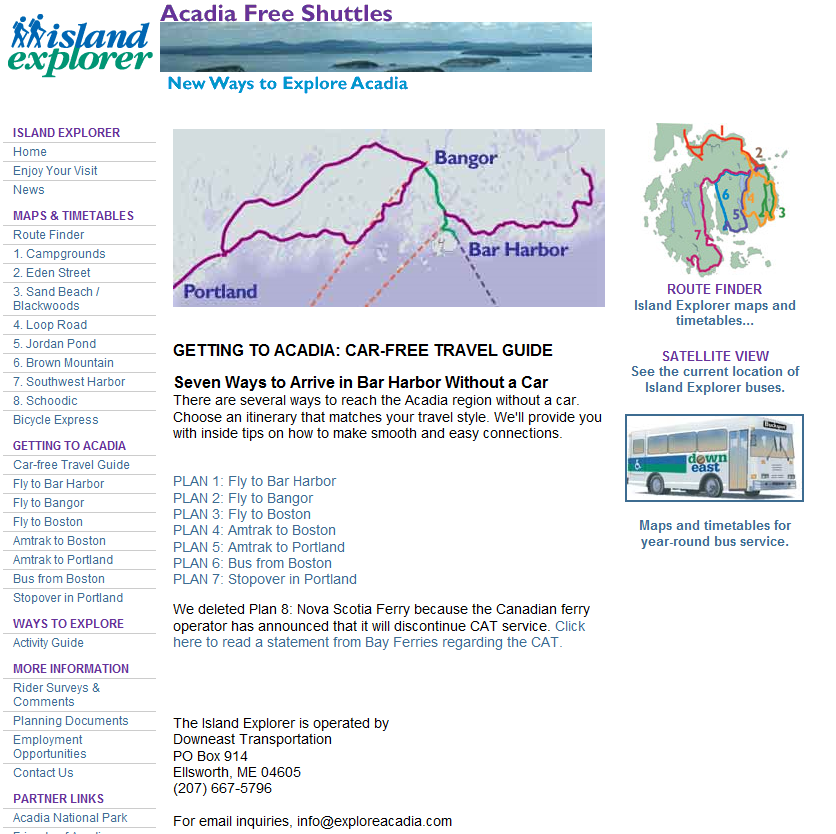 island
explorer
Acadia Free Shuttles
New Ways to Explore Acadia
ISLAND EXPLORER
Home
Enjoy Your Visit
News
MAPS & TIMETABLES
Route Finder
1. Campgrounds
2. Eden Street
3. Sand Beach /
Blackwoods
4. Loop Road
5. Jordan Pond
6. Brown Mountain
7. Southwest Harbor
8. Schoodic
Bicycle Express
GETTING TO ACADIA
Car-free Travel Guide
Fly to Bar Harbor
Fly to Bangor
Fly to Boston
Amtrak to Boston
Amtrak to Portland
Bus from Boston
Stopover in Portland
WAYS TO EXPLORE
Activity Guide
MORE INFORMATION
Rider Surveys &
Comments
Planning Documents
Employment
Opportunities
Contact Us
PARTNER LINKS
Acadia National Park
Bangor
Bar Harbor
Portland
GETTING TO ACADIA: CAR-FREE TRAVEL GUIDE
Seven Ways to Arrive in Bar Harbor Without a Car
There are several ways to reach the Acadia region without a car.
Choose an itinerary that matches your travel style. We'll provide you
with inside tips on how to make smooth and easy connections.
PLAN 1: Fly to Bar Harbor
PLAN 2: Fly to Bangor
PLAN 3: Fly to Boston
PLAN 4: Amtrak to Boston
PLAN 5: Amtrak to Portland
PLAN 6: Bus from Boston
PLAN 7: Stopover in Portland
We deleted Plan 8: Nova Scotia Ferry because the Canadian ferry
operator has announced that it will discontinue CAT service. Click
here to read a statement from Bay Ferries regarding the CAT.
The Island Explorer is operated by
Downeast Transportation
PO Box 914
Ellsworth, ME 04605
(207) 667-5796
For email inquiries, info@exploreacadia.com
1
2
6
4
5
3
7
ROUTE FINDER
Island Explorer maps and
timetables...
SATELLITE VIEW
See the current location of
Island Explorer buses.
down
east
Maps and timetables for
year-round bus service.